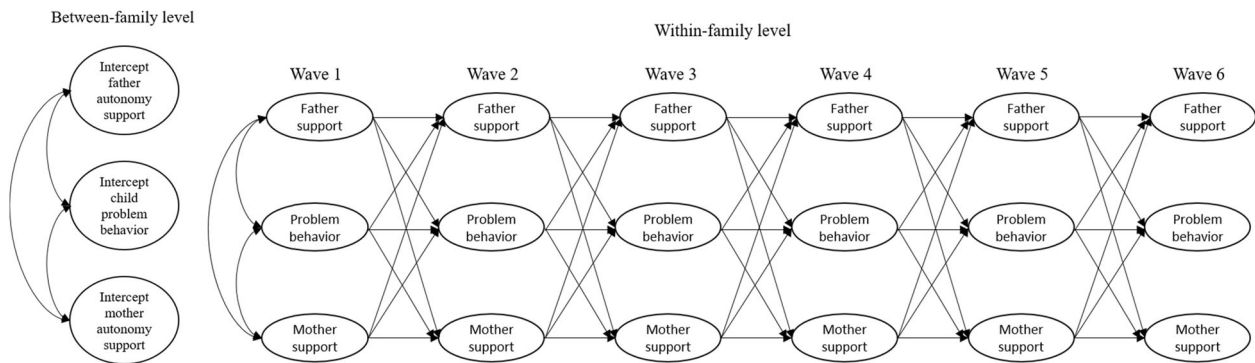 Between-family level
Within-family level
Intercept
father
autonomy
support
Intercept
child
problem
behavior
Intercept
mother
autonomy
support
Wave 1
Wave 2
Wave 3
Wave 4
Wave 5
Wave 6
Father
support
Father
support
Father
support
Father
support
Father
support
Father
support
Problem
behavior
Problem
behavior
Problem
behavior
Problem
behavior
Problem
behavior
Problem
behavior
Mother
support
Mother
support
Mother
support
Mother
support
Mother
support
Mother
support